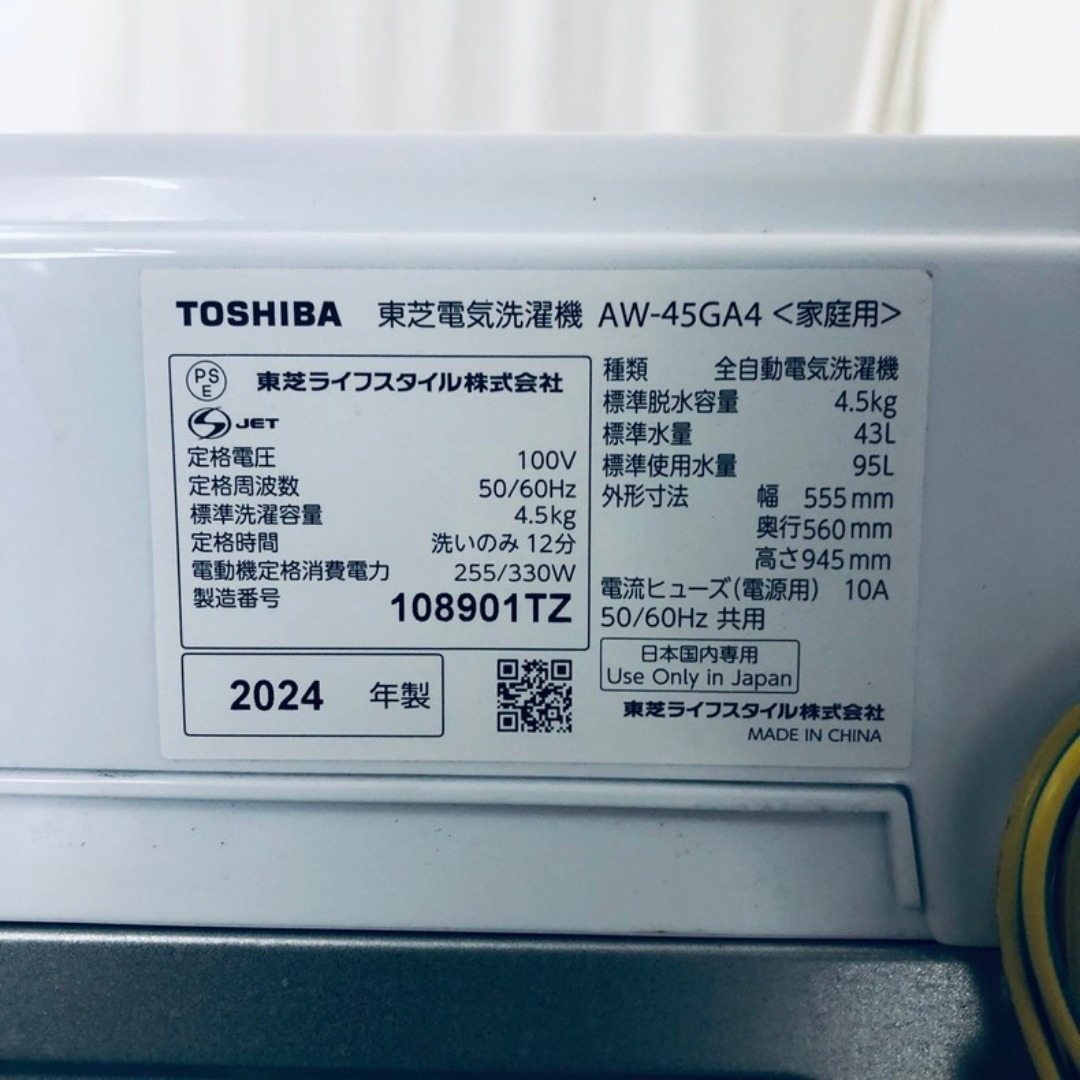 TOSHIBA 東芝電気洗濯機 AW-45GA4 <家庭用>
PSE 東芝ライフスタイル株式会社
S JET
定格電圧 100V
定格周波数 50/60Hz
標準洗濯容量 4.5kg
定格時間 洗いのみ 12分
電動機定格消費電力 255/330W
製造番号 108901TZ
2024 年製
種類 全自動電気洗濯機
標準脱水容量 4.5kg
標準水量 43L
標準使用水量 95L
外形寸法 幅 555mm
奥行560mm
高さ945mm
電流ヒューズ(電源用) 10A
50/60Hz 共用
日本国内専用
Use Only in Japan
東芝ライフスタイル株式会社
MADE IN CHINA